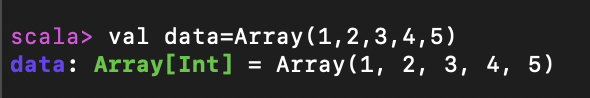 scala> val data=Array(1,2,3,4,5)
data: Array[Int] = Array(1, 2, 3, 4, 5)